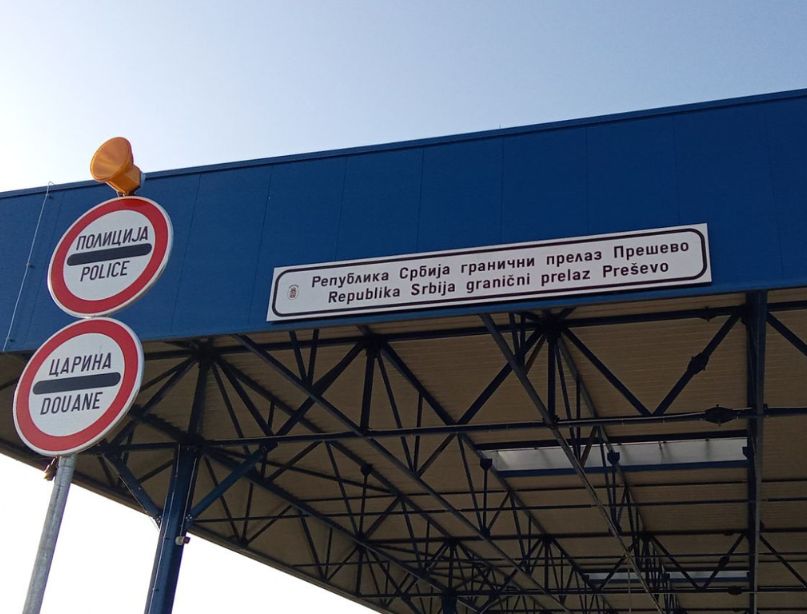 ПОЛИЦИЈА
POLICE
ЦАРИНА
DOUANE
Република Србија гранични прелаз Прешево
Republika Srbija granični prelaz Preševo